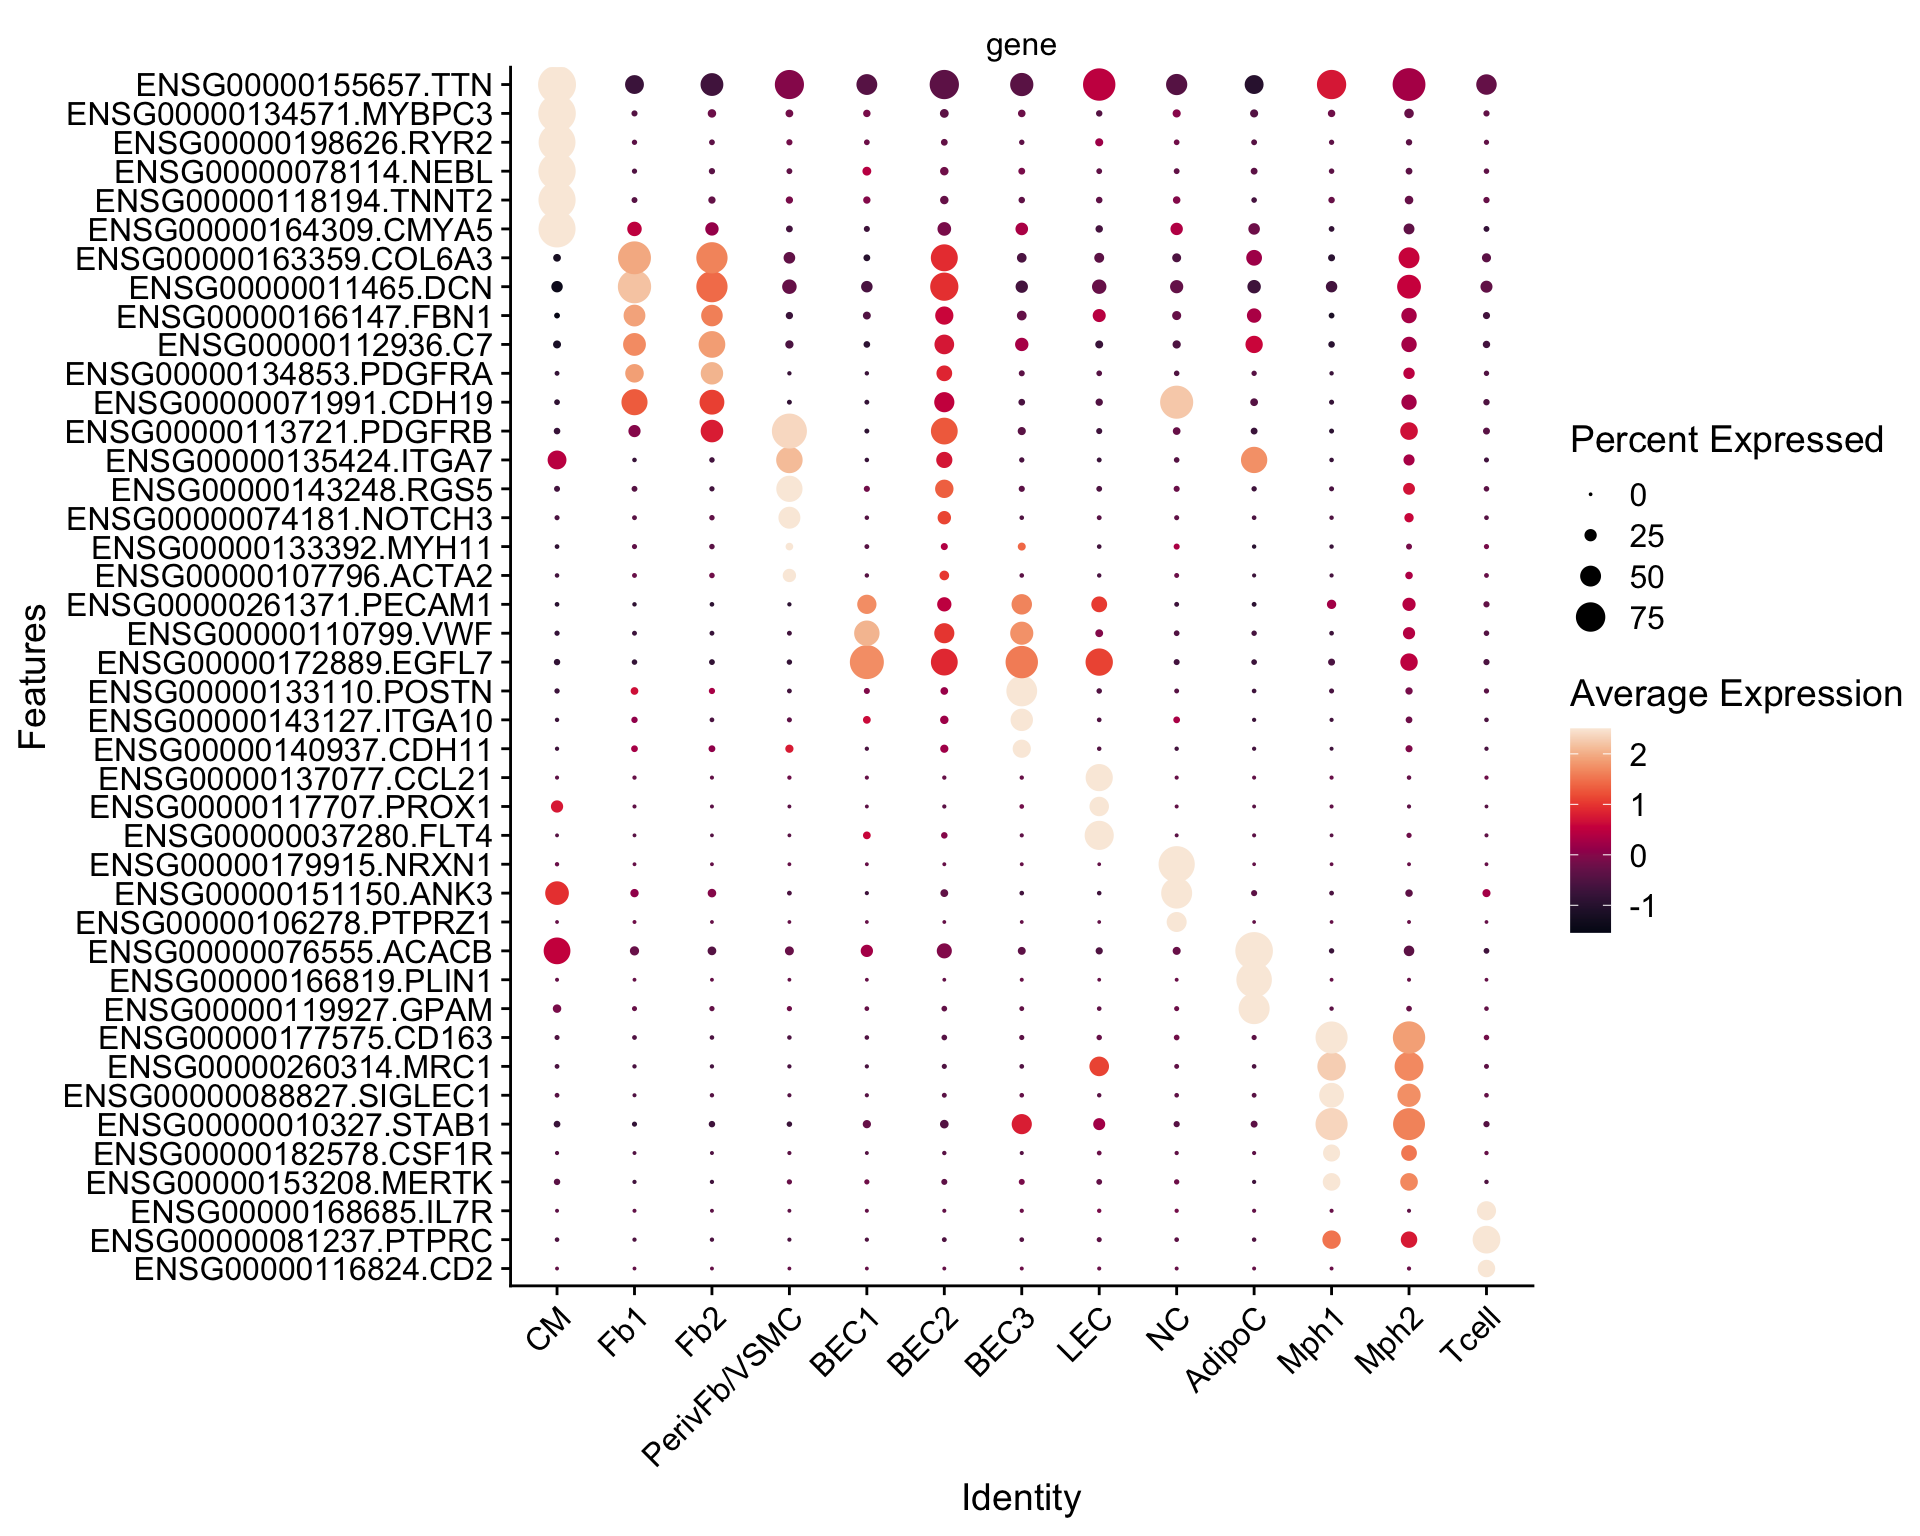 gene
ENSG00000155657.TTN
ENSG00000134571.MYBPC3
ENSG00000198626.RYR2
ENSG00000078114.NEBL
ENSG00000118194.TNNT2
ENSG00000164309.CMYA5
ENSG00000163359.COL6A3
ENSG00000011465.DCN
ENSG00000166147.FBN1
ENSG00000112936.C7
ENSG00000134853.PDGFRA
ENSG00000071991.CDH19
ENSG00000113721.PDGFRB
ENSG00000135424.ITGA7
ENSG00000143248.RGS5
ENSG00000074181.NOTCH3
ENSG00000133392.MYH11
ENSG00000107796.ACTA2
ENSG00000261371.PECAM1
ENSG00000110799.VWF
ENSG00000172889.EGFL7
ENSG00000133110.POSTN
ENSG00000143127.ITGA10
ENSG00000140937.CDH11
ENSG00000137077.CCL21
ENSG00000117707.PROX1
ENSG00000037280.FLT4
ENSG00000179915.NRXN1
ENSG00000151150.ANK3
ENSG00000106278.PTPRZ1
ENSG00000076555.ACACB
ENSG00000166819.PLIN1
ENSG00000119927.GPAM
ENSG00000177575.CD163
ENSG00000260314.MRC1
ENSG00000088827.SIGLEC1
ENSG00000010327.STAB1
ENSG00000182578.CSF1R
ENSG00000153208.MERTK
ENSG00000168685.IL7R
ENSG00000081237.PTPRC
ENSG00000116824.CD2
Features
CM
Fb1
Fb2
PerivFb/VSMC
BEC1
BEC2
BEC3
LEC
NC
AdipoC
Mph1
Mph2
Tcell
Identity
Percent Expressed
0
25
50
75
Average Expression
2
1
0
-1